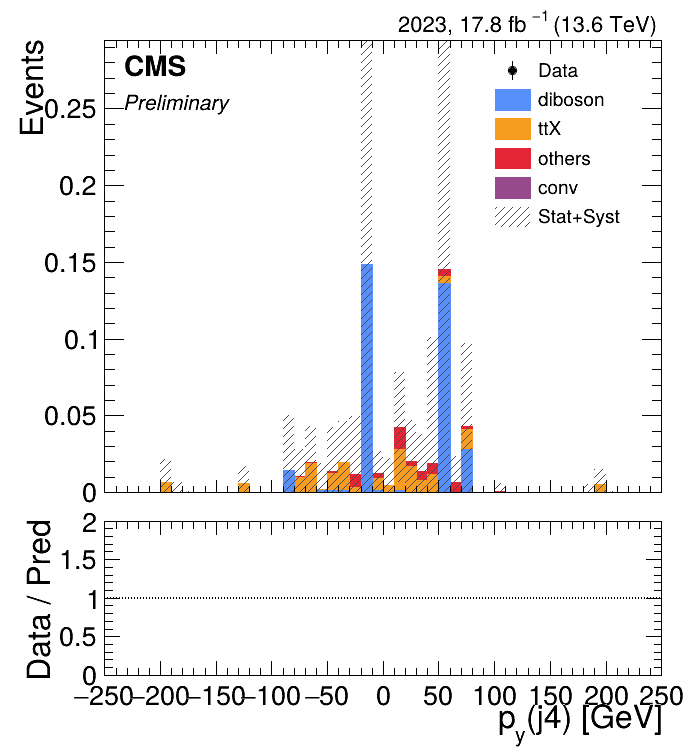 2023, 17.8 fb⁻¹ (13.6 TeV)
CMS
Preliminary
Events
Data
diboson
ttX
others
conv
Stat+Syst
0.25
0.2
0.15
0.1
0.05
0
Data / Pred
2
1.5
1
0.5
0
−250 −200 −150 −100 −50 0 50 100 150 200 250
p_y(j4) [GeV]